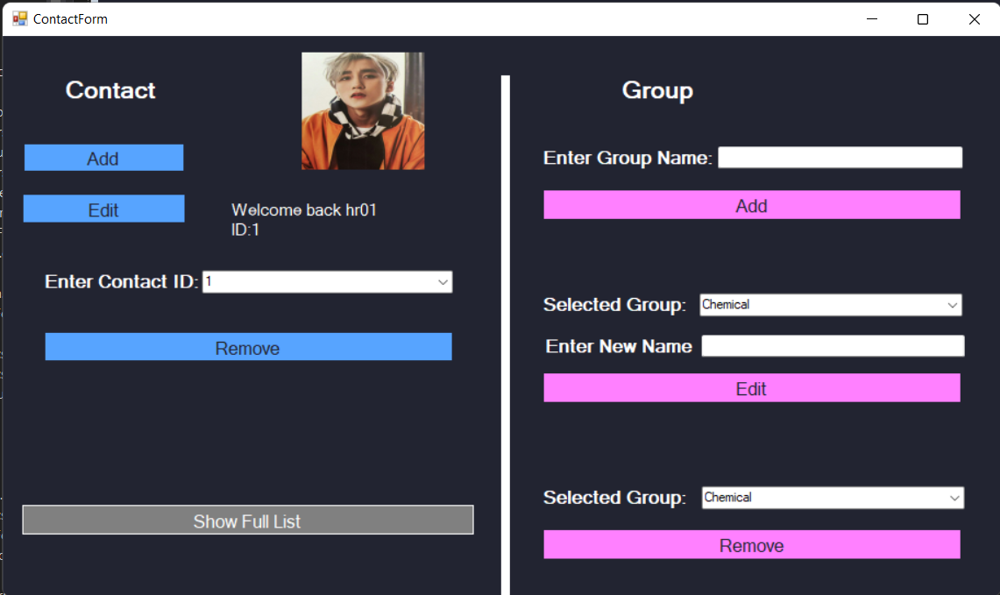 ContactForm
Contact
Add
Edit
Welcome back hr01
ID:1
Enter Contact ID: 1
Remove
Show Full List
Group
Enter Group Name:
Add
Selected Group: Chemical
Enter New Name
Edit
Selected Group: Chemical
Remove